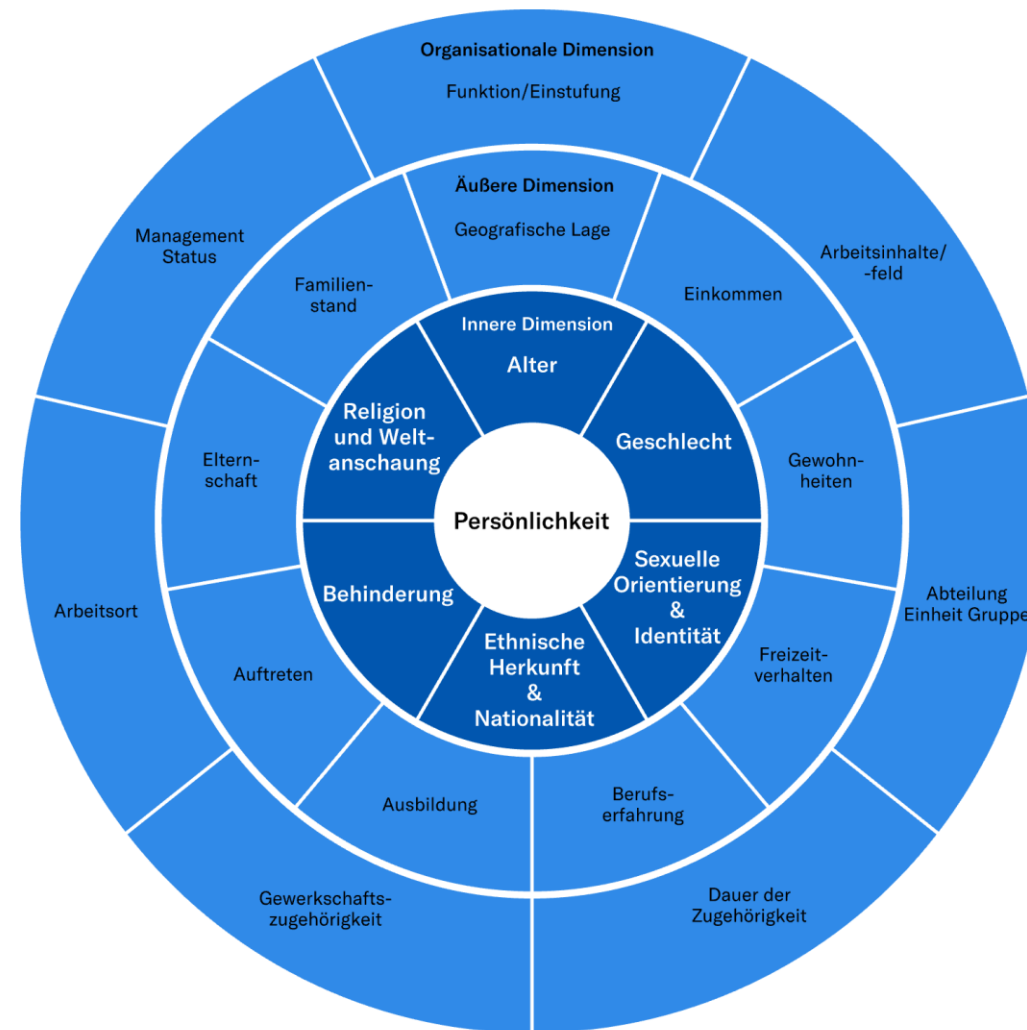 Organisationale Dimension
Funktion/Einstufung
Arbeitsinhalte/
-feld
Abteilung
Einheit Gruppe
Dauer der
Zugehörigkeit
Gewerkschafts-
zugehörigkeit
Arbeitsort
Management
Status
Äußere Dimension
Geografische Lage
Einkommen
Gewohn-
heiten
Freizeit-
verhalten
Berufs-
erfahrung
Ausbildung
Auftreten
Eltern-
schaft
Familien-
stand
Innere Dimension
Alter
Geschlecht
Sexuelle
Orientierung
&
Identität
Ethnische
Herkunft
&
Nationalität
Behinderung
Religion
und Welt-
anschaung
Persönlichkeit